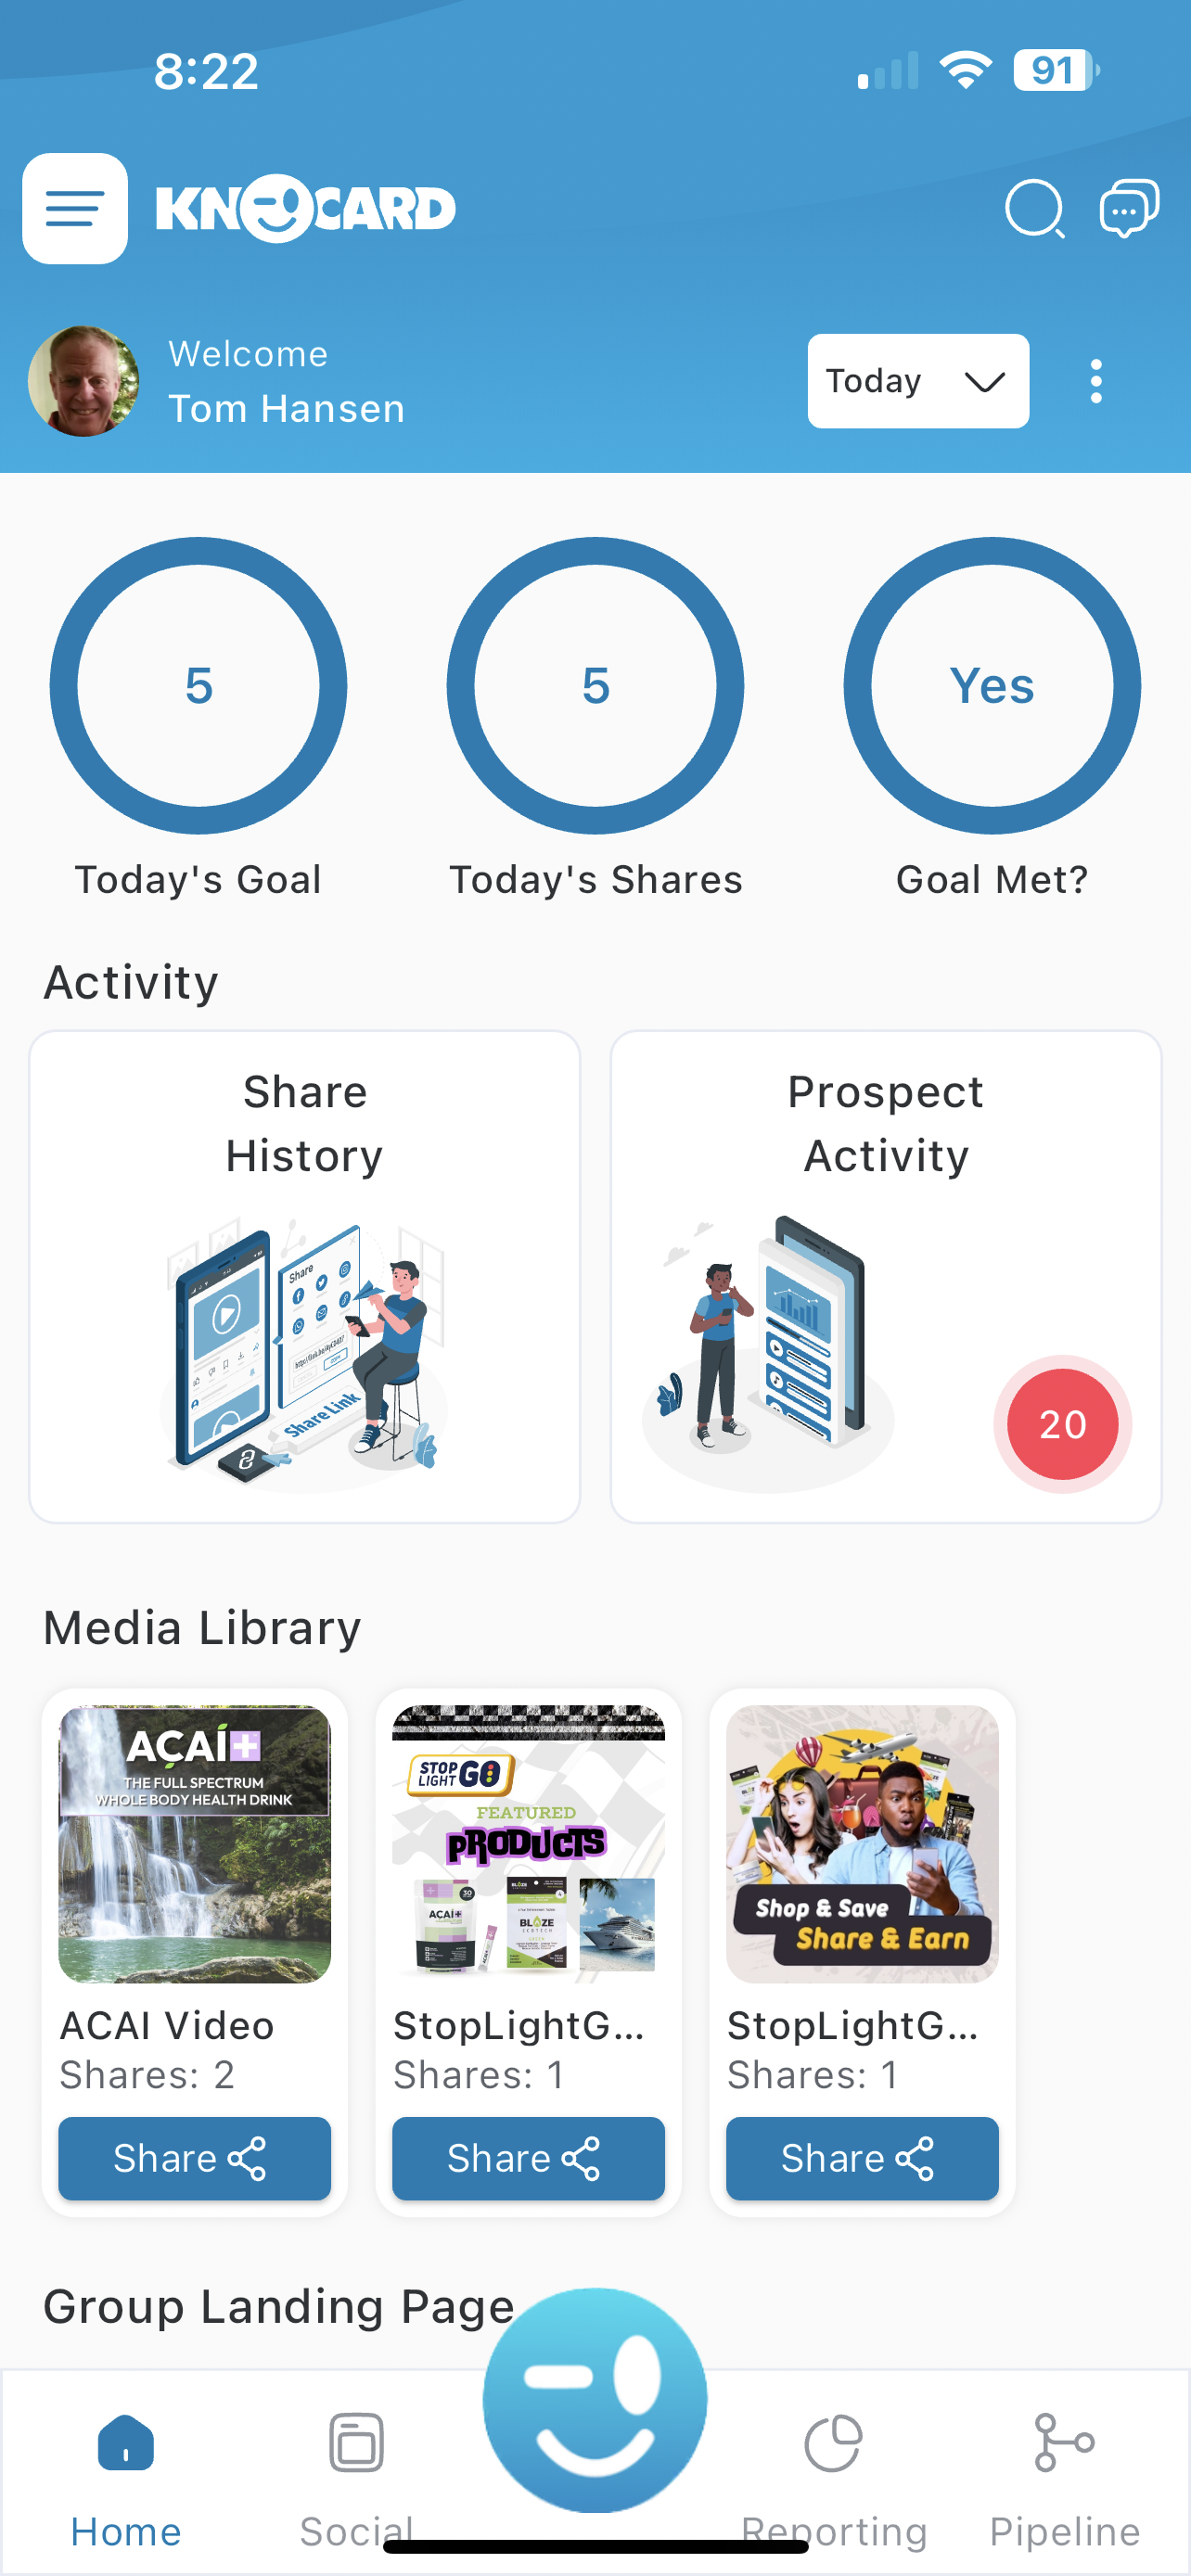 8:22
91
KNOCARD
Welcome
Tom Hansen
Today
5
5
Yes
Today's Goal
Today's Shares
Goal Met?
Activity
Share
History
Share
Share Link
Prospect
Activity
20
Media Library
AÇAÍ+
THE FULL SPECTRUM
WHOLE BODY HEALTH DRINK
STOP
LIGHT GO
FEATURED
PRODUCTS
AÇAÍ+
30
BLAZE
Shop & Save
Share & Earn
ACAI Video
StopLightG...
StopLightG...
Shares: 2
Shares: 1
Shares: 1
Share
Share
Share
Group Landing Page
Home
Social
Reporting
Pipeline